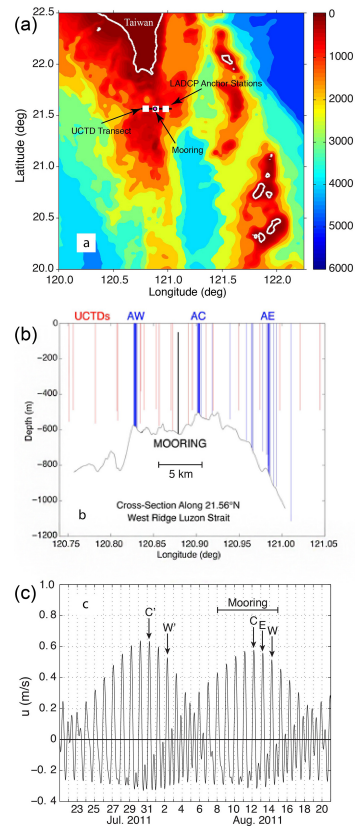 (a)
22.5
22.0
21.5
21.0
20.5
20.0
Latitude (deg)
Taiwan
LADCP Anchor Stations
UCTD Transect
Mooring
a
120.0 120.5 121.0 121.5 122.0
Longitude (deg)
0
1000
2000
3000
4000
5000
6000
(b)
UCTDs AW AC AE
0
−200
−400
−600
−800
−1000
−1200
Depth (m)
MOORING
5 km
b
Cross-Section Along 21.56°N
West Ridge Luzon Strait
120.75 120.80 120.85 120.90 120.95 121.00 121.05
Longitude (deg)
(c)
1.0
0.8
0.6
0.4
0.2
0
−0.2
−0.4
u (m/s)
c
Mooring
C' W' C E W
23 25 27 29 31 2 4 6 8 10 12 14 16 18 20
Jul. 2011 Aug. 2011